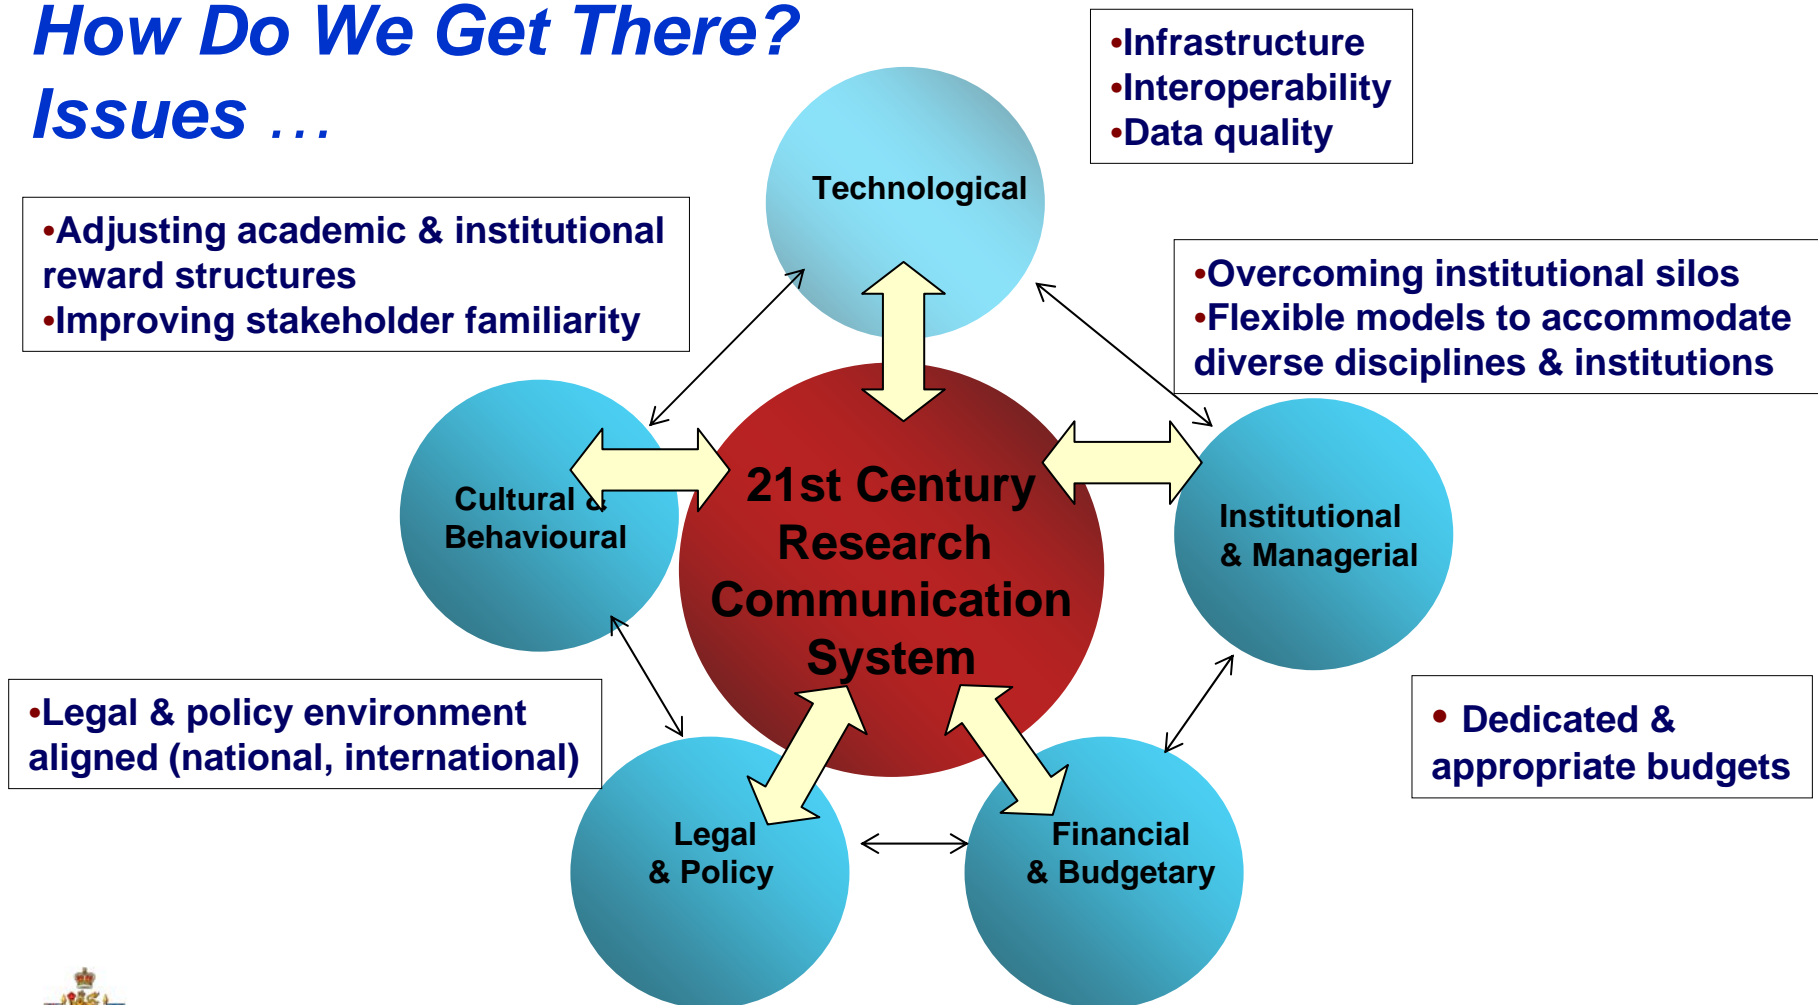 How Do We Get There?
Issues ...
•Infrastructure
•Interoperability
•Data quality
Technological
•Adjusting academic & institutional
reward structures
•Improving stakeholder familiarity
•Overcoming institutional silos
•Flexible models to accommodate
diverse disciplines & institutions
Cultural &
Behavioural
21st Century
Research
Communication
System
Institutional
& Managerial
•Legal & policy environment
aligned (national, international)
• Dedicated &
appropriate budgets
Legal
& Policy
Financial
& Budgetary